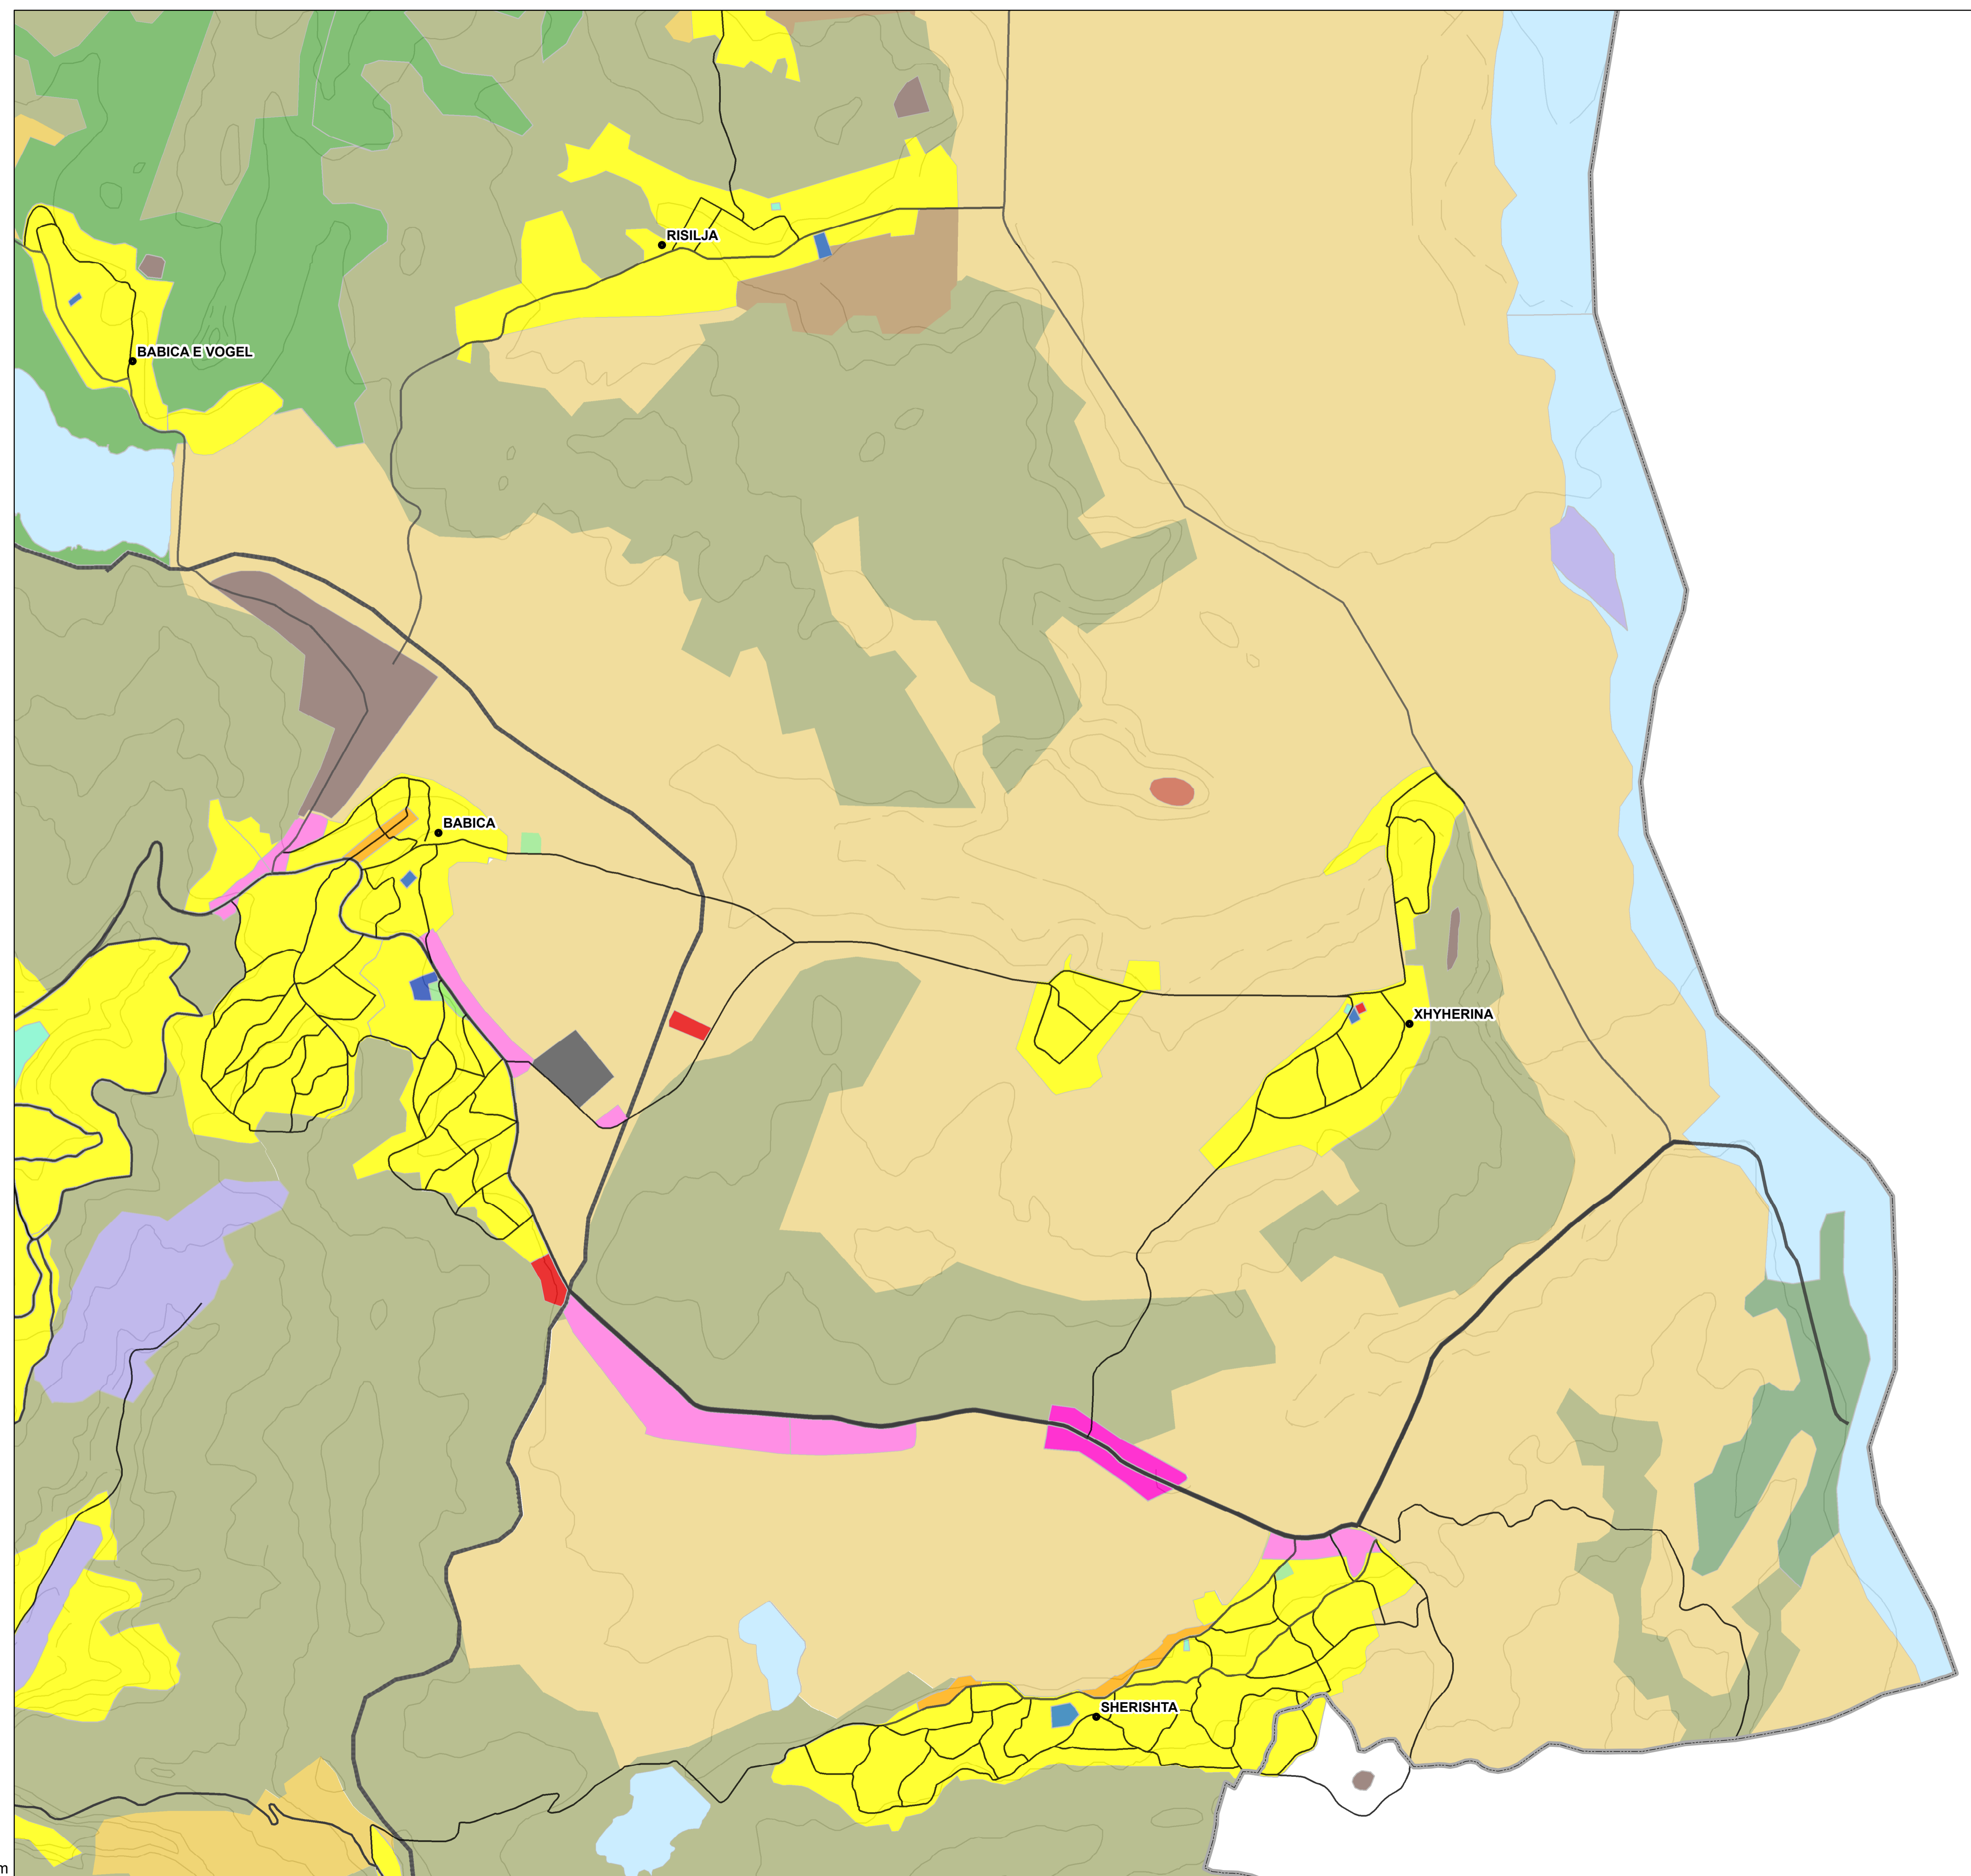 RISILJA
BABICA E VOGEL
BABICA
XHYHERINA
SHERISHTA
m